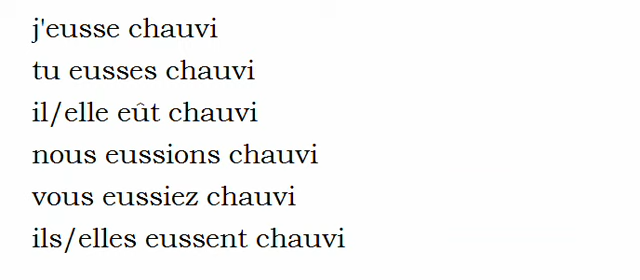 j'eusse chauvi
tu eusses chauvi
il/elle eût chauvi
nous eussions chauvi
vous eussiez chauvi
ils/elles eussent chauvi